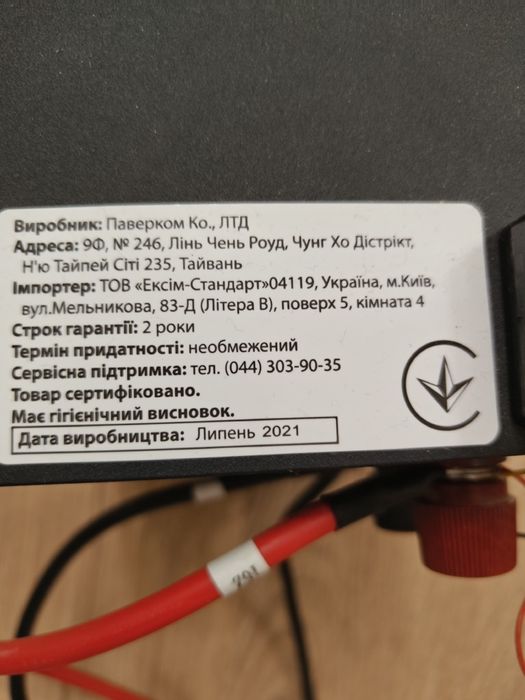 Виробник: Паверком Ко., ЛТД
Адреса: 9Ф, № 246, Лінь Чень Роуд, Чунг Хо Дістрікт,
Н'ю Тайпей Сіті 235, Тайвань
Імпортер: ТОВ «Ексім-Стандарт»04119, Україна, м.Київ,
вул.Мельникова, 83-Д (Літера В), поверх 5, кімната 4
Строк гарантії: 2 роки
Термін придатності: необмежений
Сервісна підтримка: тел. (044) 303-90-35
Товар сертифіковано.
Має гігієнічний висновок.
Дата виробництва: Липень 2021